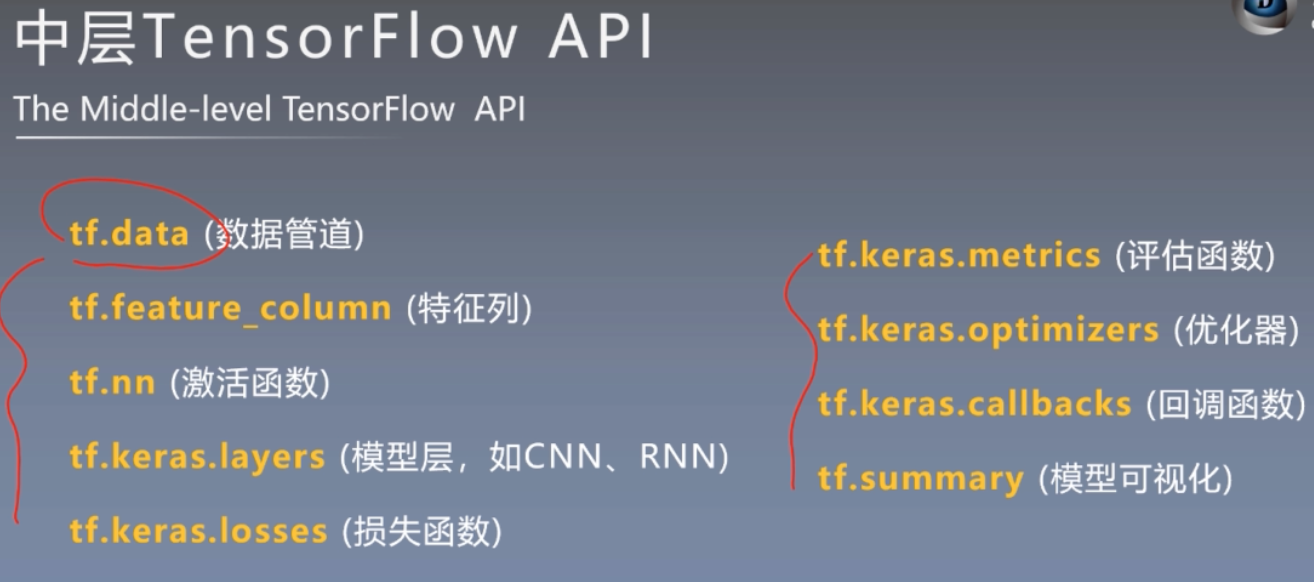 中层TensorFlow API
The Middle-level TensorFlow API
tf.data (数据管道)
tf.feature_column (特征列)
tf.nn (激活函数)
tf.keras.layers (模型层，如CNN、RNN)
tf.keras.losses (损失函数)
tf.keras.metrics (评估函数)
tf.keras.optimizers (优化器)
tf.keras.callbacks (回调函数)
tf.summary (模型可视化)